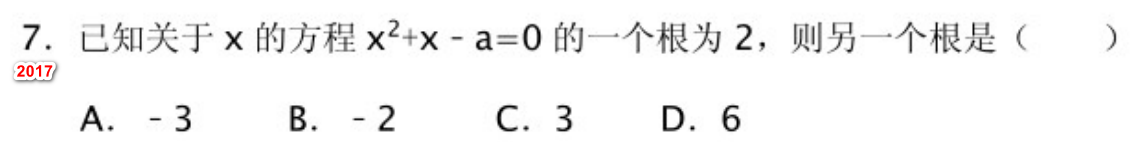 7. 已知关于 x 的方程 x²+x - a=0 的一个根为 2，则另一个根是（　　）
2017
A. - 3　　B. - 2　　C. 3　　D. 6